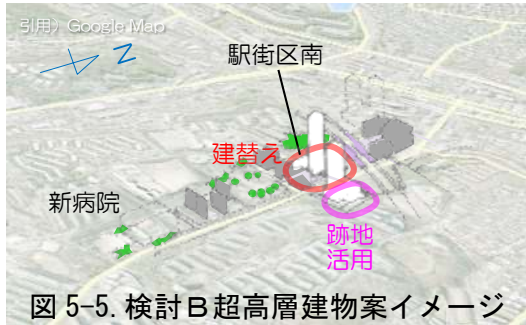 引用）Google Map
N
駅街区南
建替え
新病院
跡地
活用
図 5-5. 検討Ｂ超高層建物案イメージ